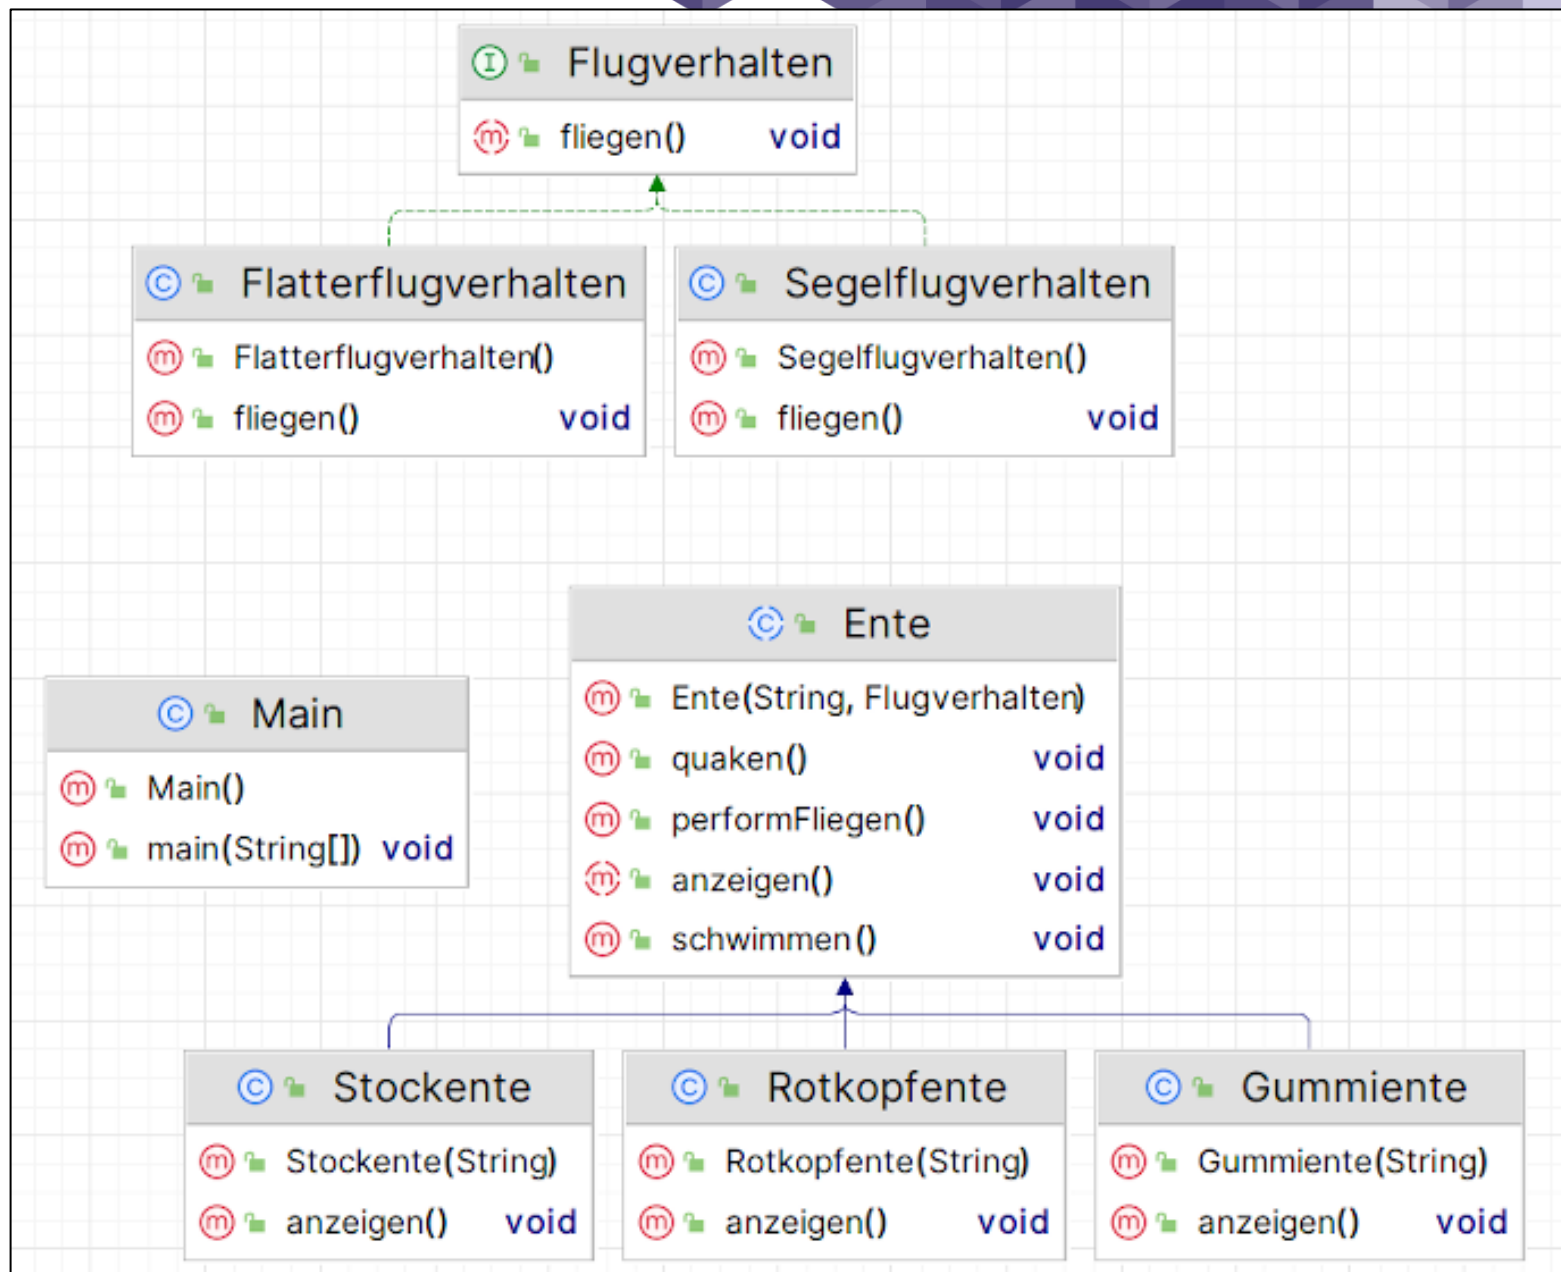 Flugverhalten
fliegen() void
Flatterflugverhalten
Flatterflugverhalten()
fliegen() void
Segelflugverhalten
Segelflugverhalten()
fliegen() void
Main
Main()
main(String[]) void
Ente
Ente(String, Flugverhalten)
quaken() void
performFliegen() void
anzeigen() void
schwimmen() void
Stockente
Stockente(String)
anzeigen() void
Rotkopfente
Rotkopfente(String)
anzeigen() void
Gummiente
Gummiente(String)
anzeigen() void